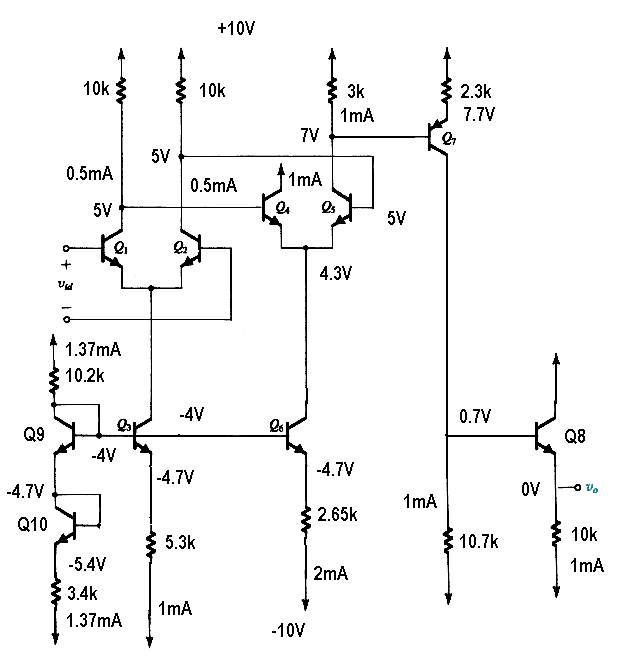 +10V
10k
10k
3k
1mA
2.3k
7.7V
7V
Q7
5V
0.5mA
0.5mA
1mA
5V
Q4
Q5
5V
Q1
Q2
4.3V
+
vid
−
1.37mA
10.2k
Q9
Q3
-4V
Q6
0.7V
Q8
-4V
-4.7V
-4.7V
-4.7V
0V
vo
Q10
1mA
2.65k
5.3k
10.7k
10k
-5.4V
3.4k
2mA
1mA
1.37mA
1mA
-10V